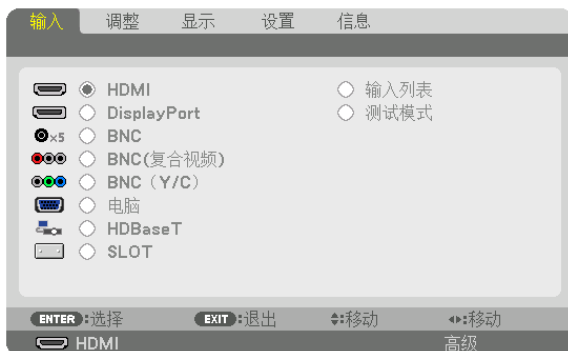 输入 调整 显示 设置 信息
HDMI 输入列表
DisplayPort 测试模式
×5 BNC
BNC(复合视频)
BNC（Y/C）
电脑
HDBaseT
SLOT
ENTER:选择 EXIT:退出 :移动 :移动
HDMI 高级